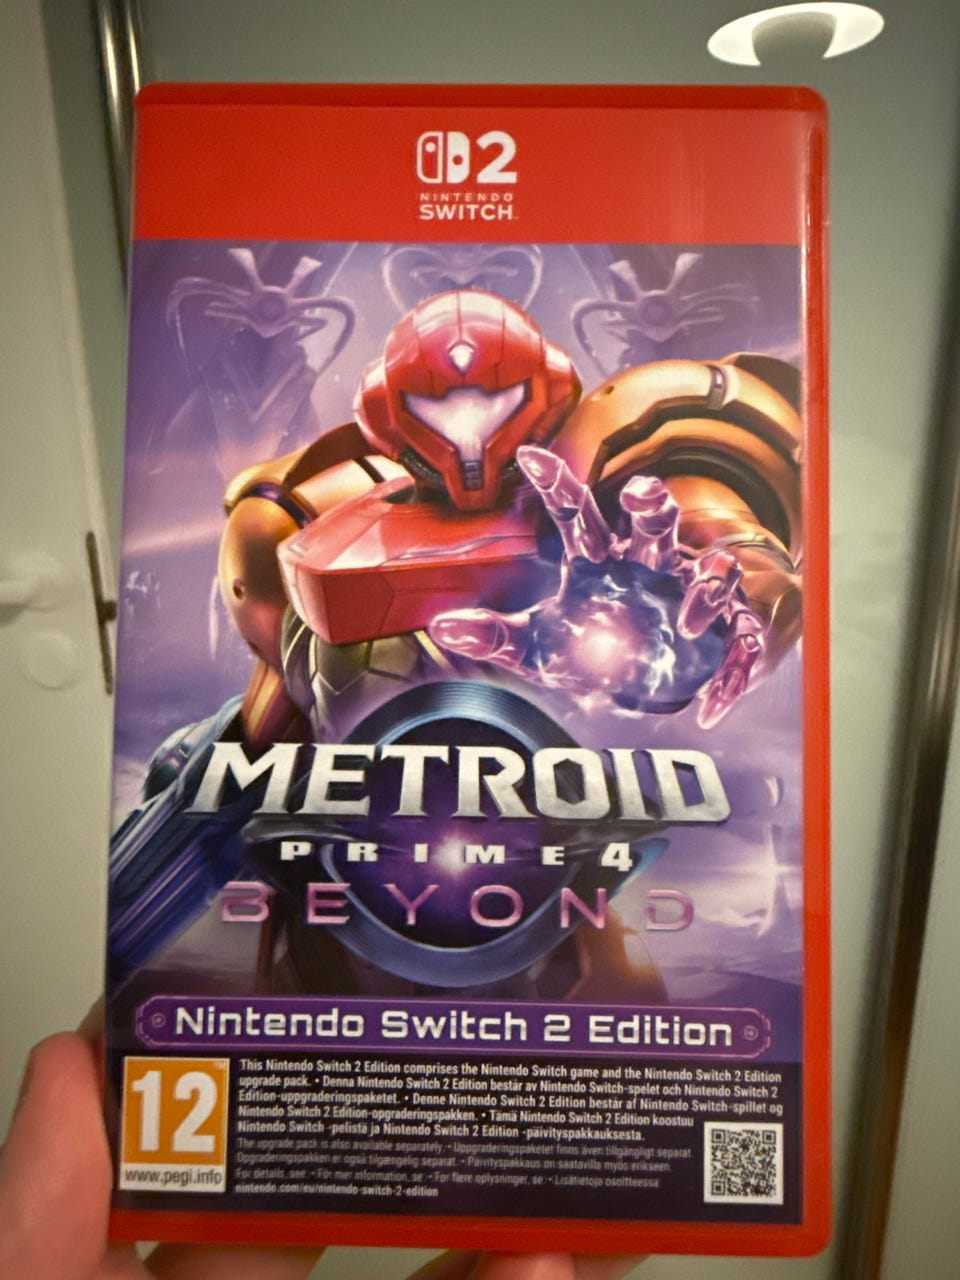 2
NINTENDO
SWITCH
METROID
PRIME 4
BEYOND
Nintendo Switch 2 Edition
12
www.pegi.info
This Nintendo Switch 2 Edition comprises the Nintendo Switch game and the Nintendo Switch 2 Edition
upgrade pack. • Denna Nintendo Switch 2 Edition består av Nintendo Switch-spelet och Nintendo Switch 2
Edition-uppgraderingspaketet. • Denne Nintendo Switch 2 Edition består af Nintendo Switch-spillet og
Nintendo Switch 2 Edition-opgraderingspakken. • Tämä Nintendo Switch 2 Edition koostuu
Nintendo Switch -pelistä ja Nintendo Switch 2 Edition -päivityspakkauksesta.
The upgrade pack is also available separately. • Uppgraderingspaketet finns även tillgängligt separat.
Opgraderingspakken er også tilgængelig separat. • Päivityspakkaus on saatavilla myös erikseen.
For details, see: • För mer information, se: • For flere oplysninger, se: • Lisätietoja osoitteessa
nintendo.com/eu/nintendo-switch-2-edition